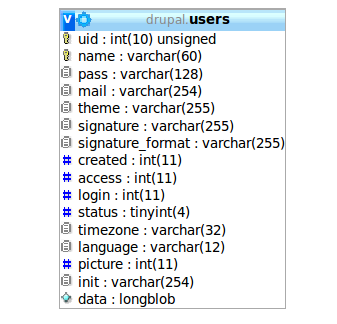 V drupal.users
uid : int(10) unsigned
name : varchar(60)
pass : varchar(128)
mail : varchar(254)
theme : varchar(255)
signature : varchar(255)
signature_format : varchar(255)
# created : int(11)
# access : int(11)
# login : int(11)
# status : tinyint(4)
timezone : varchar(32)
language : varchar(12)
# picture : int(11)
init : varchar(254)
data : longblob